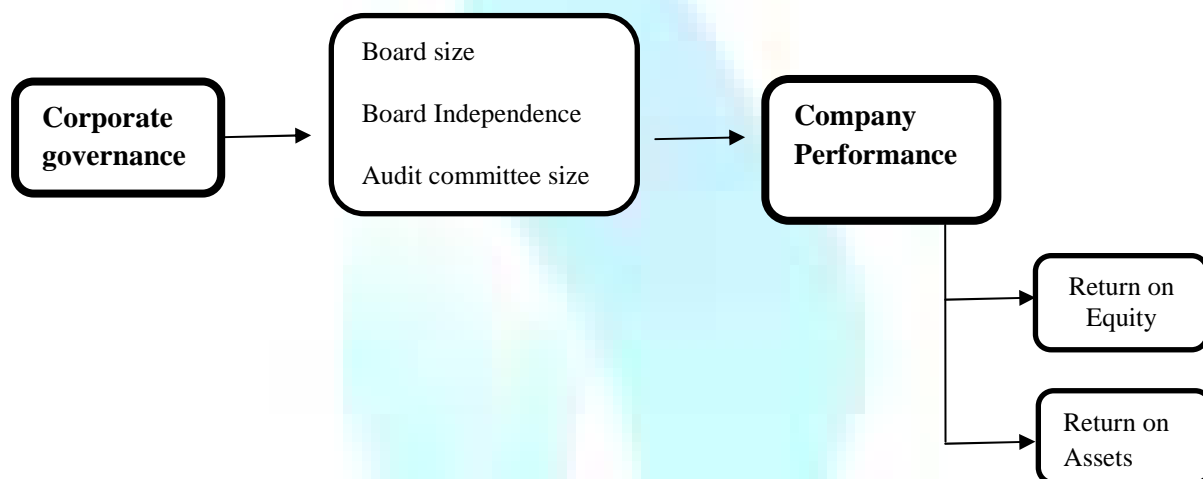 Corporate
governance
Board size
Board Independence
Audit committee size
Company
Performance
Return on
Equity
Return on
Assets